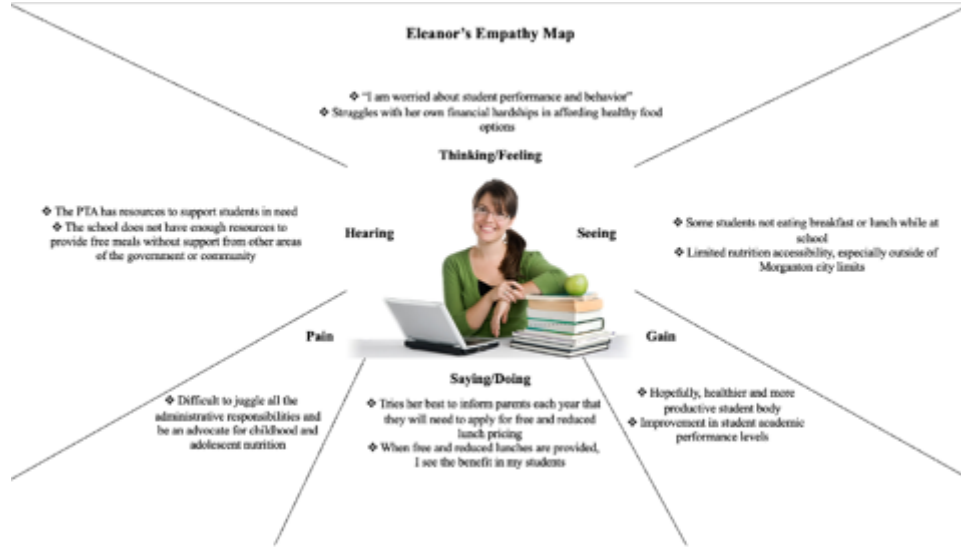 Eleanor's Empathy Map
❖ "I am worried about student performance and behavior"
❖ Struggles with her own financial hardships in affording healthy food
options
Thinking/Feeling
❖ The PTA has resources to support students in need
❖ The school does not have enough resources to
provide free meals without support from other areas
of the government or community
Hearing
Seeing
❖ Some students not eating breakfast or lunch while at
school
❖ Limited nutrition accessibility, especially outside of
Morganton city limits
Pain
❖ Difficult to juggle all the
administrative responsibilities and
be an advocate for childhood and
adolescent nutrition
Saying/Doing
❖ Tries her best to inform parents each year that
they will need to apply for free and reduced
lunch pricing
❖ When free and reduced lunches are provided,
I see the benefit in my students
Gain
❖ Hopefully, healthier and more
productive student body
❖ Improvement in student academic
performance levels